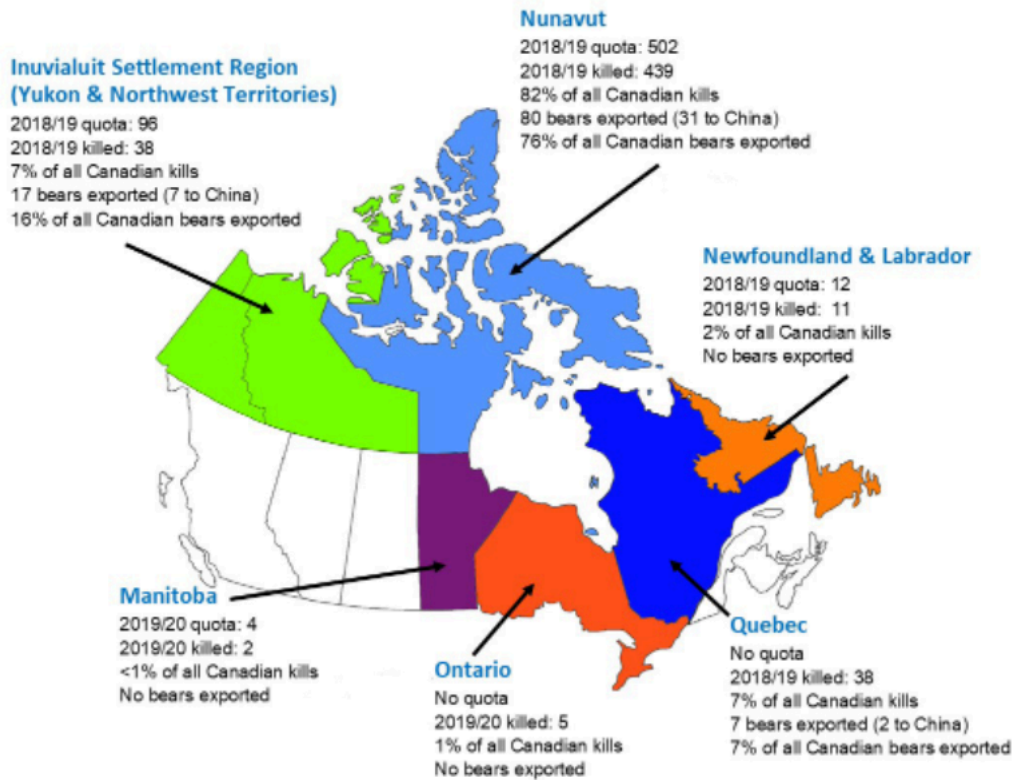 Nunavut
2018/19 quota: 502
2018/19 killed: 439
82% of all Canadian kills
80 bears exported (31 to China)
76% of all Canadian bears exported
Inuvialuit Settlement Region
(Yukon & Northwest Territories)
2018/19 quota: 96
2018/19 killed: 38
7% of all Canadian kills
17 bears exported (7 to China)
16% of all Canadian bears exported
Newfoundland & Labrador
2018/19 quota: 12
2018/19 killed: 11
2% of all Canadian kills
No bears exported
Manitoba
2019/20 quota: 4
2019/20 killed: 2
<1% of all Canadian kills
No bears exported
Ontario
No quota
2019/20 killed: 5
1% of all Canadian kills
No bears exported
Quebec
No quota
2018/19 killed: 38
7% of all Canadian kills
7 bears exported (2 to China)
7% of all Canadian bears exported